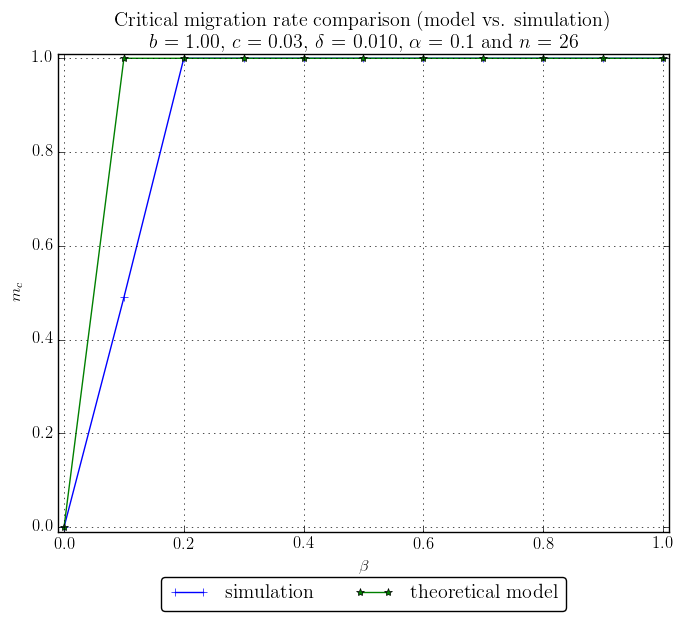 Critical migration rate comparison (model vs. simulation)
b = 1.00, c = 0.03, δ = 0.010, α = 0.1 and n = 26
1.0
0.8
0.6
m_c
0.4
0.2
0.0
0.0 0.2 0.4 0.6 0.8 1.0
β
simulation theoretical model